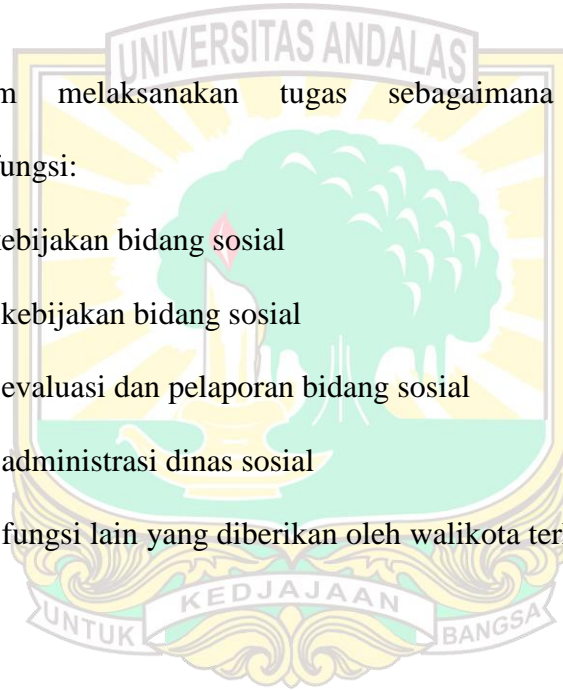 UNIVERSITAS ANDALAS
melaksanakan tugas sebagaimana
fungsi:
kebijakan bidang sosial
kebijakan bidang sosial
evaluasi dan pelaporan bidang sosial
administrasi dinas sosial
fungsi lain yang diberikan oleh walikota
KEDJAJAAN
UNTUK BANGSA